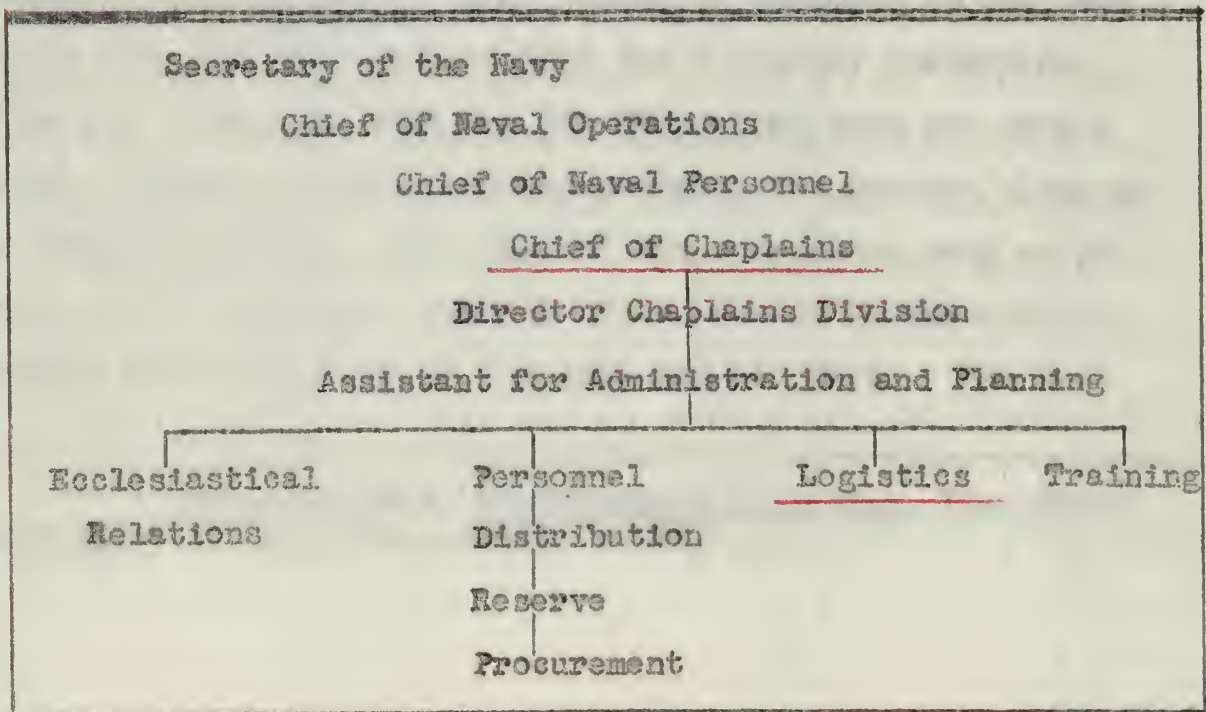 Secretary of the Navy
Chief of Naval Operations
Chief of Naval Personnel
Chief of Chaplains
Director Chaplains Division
Assistant for Administration and Planning
Ecclesiastical Personnel Logistics Training
Relations Distribution
Reserve
Procurement